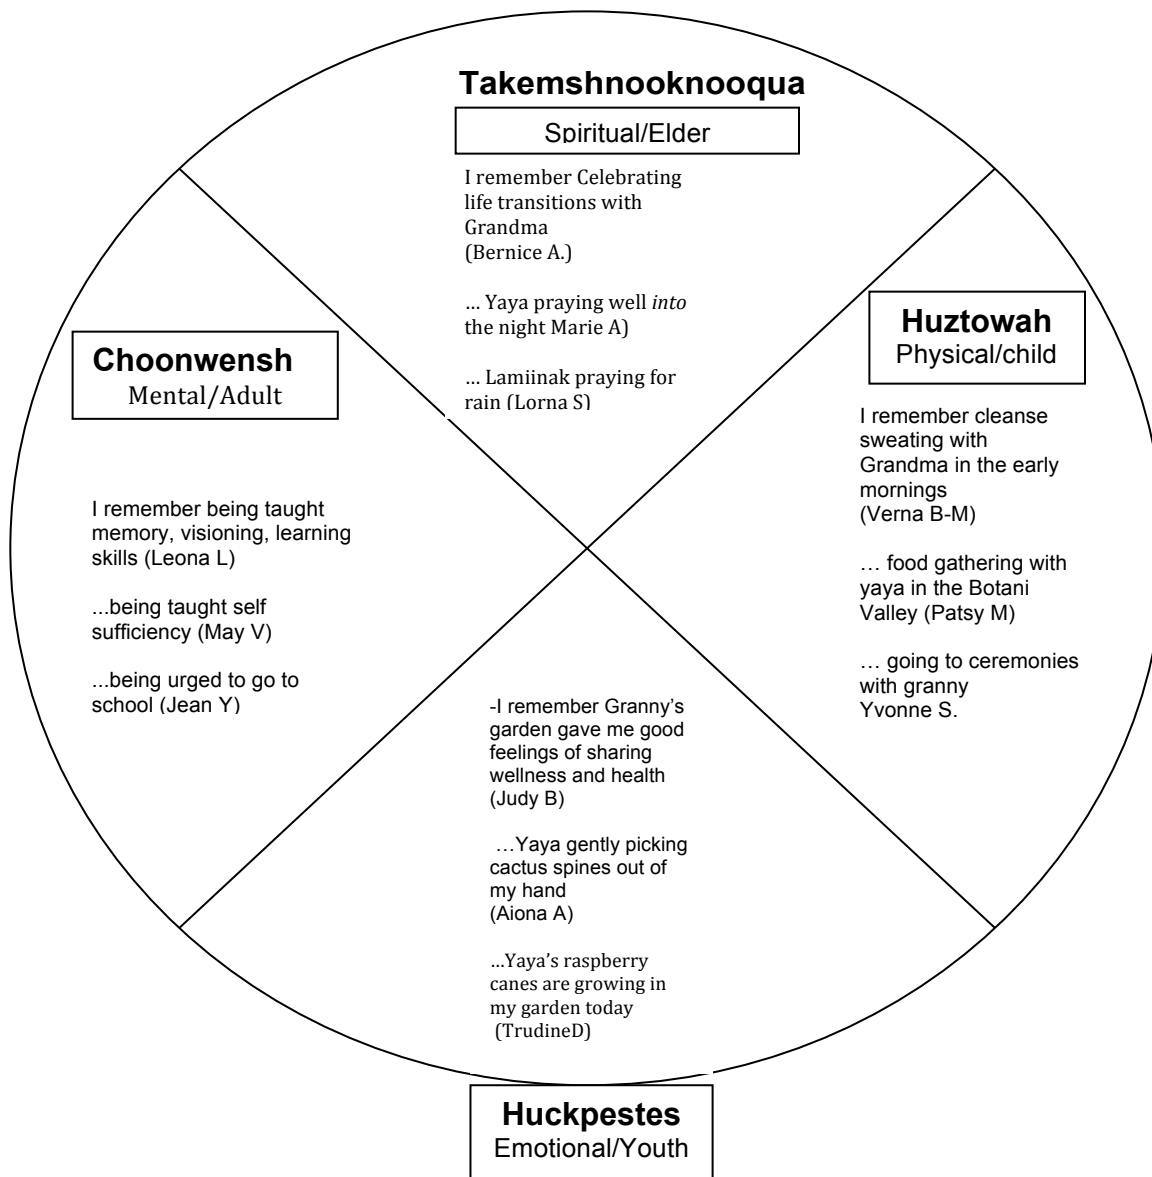 Takemshnooknooqua
Spiritual/Elder
I remember Celebrating
life transitions with
Grandma
(Bernice A.)
… Yaya praying well into
the night Marie A)
… Lamiinak praying for
rain (Lorna S)
Huztowah
Physical/child
I remember cleanse
sweating with
Grandma in the early
mornings
(Verna B-M)
… food gathering with
yaya in the Botani
Valley (Patsy M)
… going to ceremonies
with granny
Yvonne S.
Choonwensh
Mental/Adult
I remember being taught
memory, visioning, learning
skills (Leona L)
...being taught self
sufficiency (May V)
...being urged to go to
school (Jean Y)
-I remember Granny’s
garden gave me good
feelings of sharing
wellness and health
(Judy B)
…Yaya gently picking
cactus spines out of
my hand
(Aiona A)
…Yaya’s raspberry
canes are growing in
my garden today
(TrudineD)
Huckpestes
Emotional/Youth